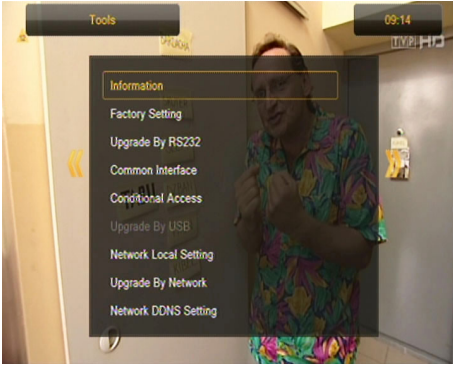 Tools
09:14
TVP HD
Information
Factory Setting
Upgrade By RS232
Common Interface
Conditional Access
Upgrade By USB
Network Local Setting
Upgrade By Network
Network DDNS Setting